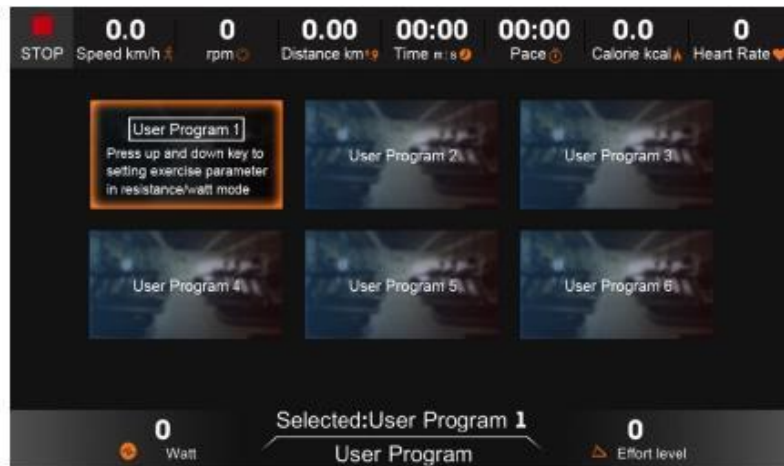 0.0 0 0.00 00:00 00:00 0.0 0
STOP Speed km/h rpm Distance km Time m:s Pace Calorie kcal Heart Rate
User Program 1
Press up and down key to
setting exercise parameter
in resistance/watt mode
User Program 2
User Program 3
User Program 4
User Program 5
User Program 6
0
Watt
Selected:User Program 1
User Program
0
Effort level